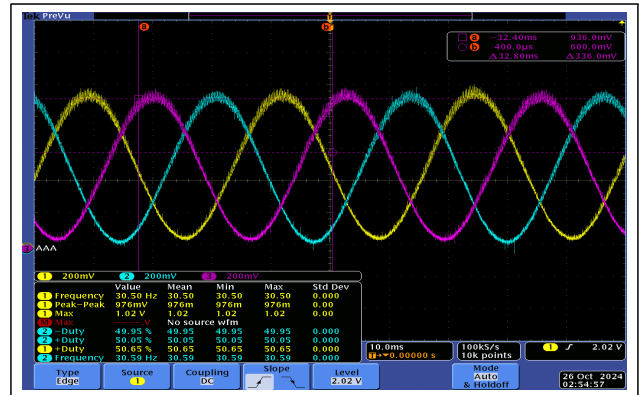 Tek PreVu
a
b
a −32.40ms 936.0mV
b 400.0µs 600.0mV
Δ32.80ms Δ336.0mV
3 AAA
1 200mV 2 200mV 3 200mV
Value Mean Min Max Std Dev
1 Frequency 30.50 Hz 30.50 30.50 30.50 0.000
1 Peak−Peak 976mV 976m 976m 976m 0.00
1 Max 1.02 V 1.02 1.02 1.02 0.00
M Max −−−−.V No source wfm
2 −Duty 49.95 % 49.95 49.95 49.95 0.000
2 +Duty 50.05 % 50.05 50.05 50.05 0.000
1 +Duty 50.65 % 50.65 50.65 50.65 0.000
2 Frequency 30.59 Hz 30.59 30.59 30.59 0.000
10.0ms
T→▼0.00000 s
100kS/s
10k points
1 2.02 V
Type
Edge
Source
1
Coupling
DC
Slope
Level
2.02 V
Mode
Auto
& Holdoff
26 Oct 2024
02:54:57